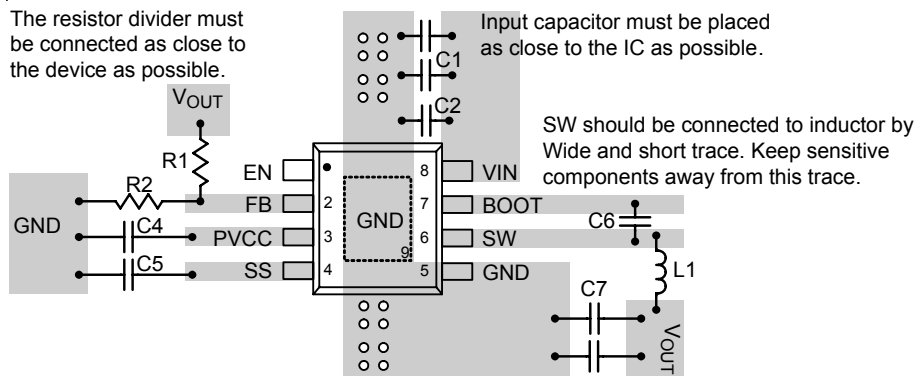 The resistor divider must
be connected as close to
the device as possible.
Input capacitor must be placed
as close to the IC as possible.
C1
C2
VOUT
SW should be connected to inductor by
Wide and short trace. Keep sensitive
components away from this trace.
R1
EN
8
VIN
R2
FB
2
7
BOOT
GND
GND
C4
PVCC
3
6
SW
C6
9
C5
SS
4
5
GND
L1
C7
VOUT